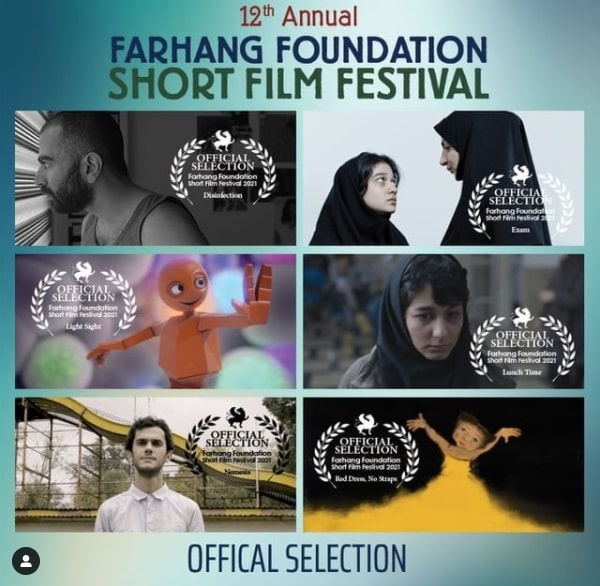 12th Annual
FARHANG FOUNDATION
SHORT FILM FESTIVAL
OFFICIAL
SELECTION
Farhang Foundation
Short Film Festival 2021
Disinfection
OFFICIAL
SELECTION
Farhang Foundation
Short Film Festival 2021
Exam
OFFICIAL
SELECTION
Farhang Foundation
Short Film Festival 2021
Light Sight
OFFICIAL
SELECTION
Farhang Foundation
Short Film Festival 2021
Lunch Time
OFFICIAL
SELECTION
Farhang Foundation
Short Film Festival 2021
Nemesis
OFFICIAL
SELECTION
Farhang Foundation
Short Film Festival 2021
Red Dress, No Straps
OFFICAL SELECTION